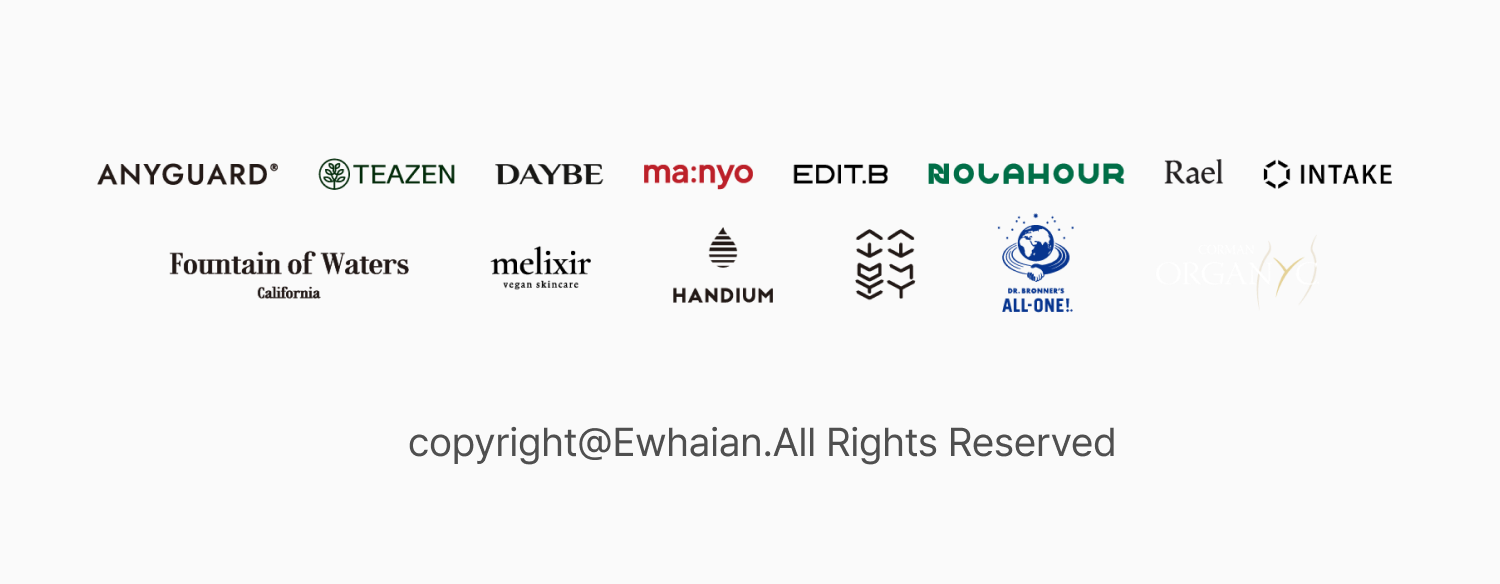 ANYGUARD® TEAZEN DAYBE ma:nyo EDIT.B NOLAHOUR Rael INTAKE
Fountain of Waters
California
melixir
vegan skincare
HANDIUM
DR. BRONNER'S
ALL-ONE!
ORGANYC
copyright@Ewhaian.All Rights Reserved